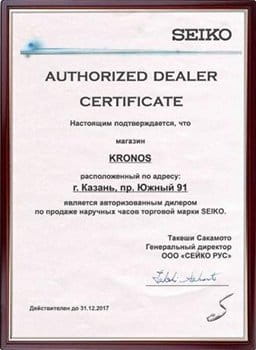 SEIKO
AUTHORIZED DEALER
CERTIFICATE
Настоящим подтверждается, что
магазин
KRONOS
расположенный по адресу:
г. Казань, пр. Южный 91
является авторизованным дилером
по продаже наручных часов торговой марки SEIKO.
Такеши Сакамото
Генеральный директор
ООО «СЕЙКО РУС»
Действителен до 31.12.2017